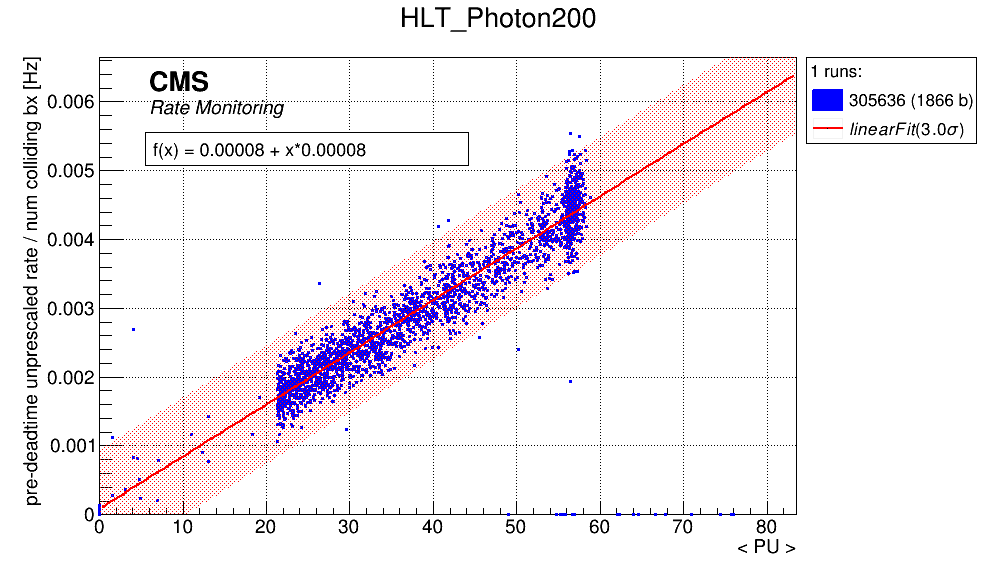 HLT_Photon200
pre-deadtime unprescaled rate / num colliding bx [Hz]
CMS
Rate Monitoring
f(x) = 0.00008 + x*0.00008
1 runs:
305636 (1866 b)
linearFit(3.0σ)
0.006
0.005
0.004
0.003
0.002
0.001
0
0 10 20 30 40 50 60 70 80
< PU >